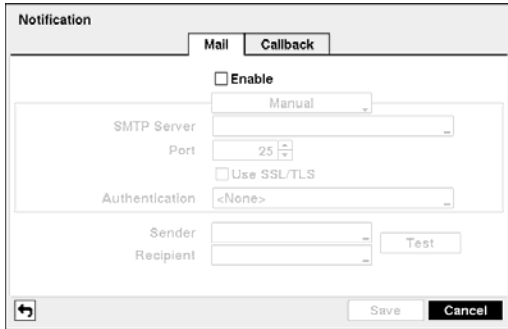 Notification
Mail Callback
Enable
Manual
SMTP Server
Port 25
Use SSL/TLS
Authentication <None>
Sender
Test
Recipient
Save Cancel